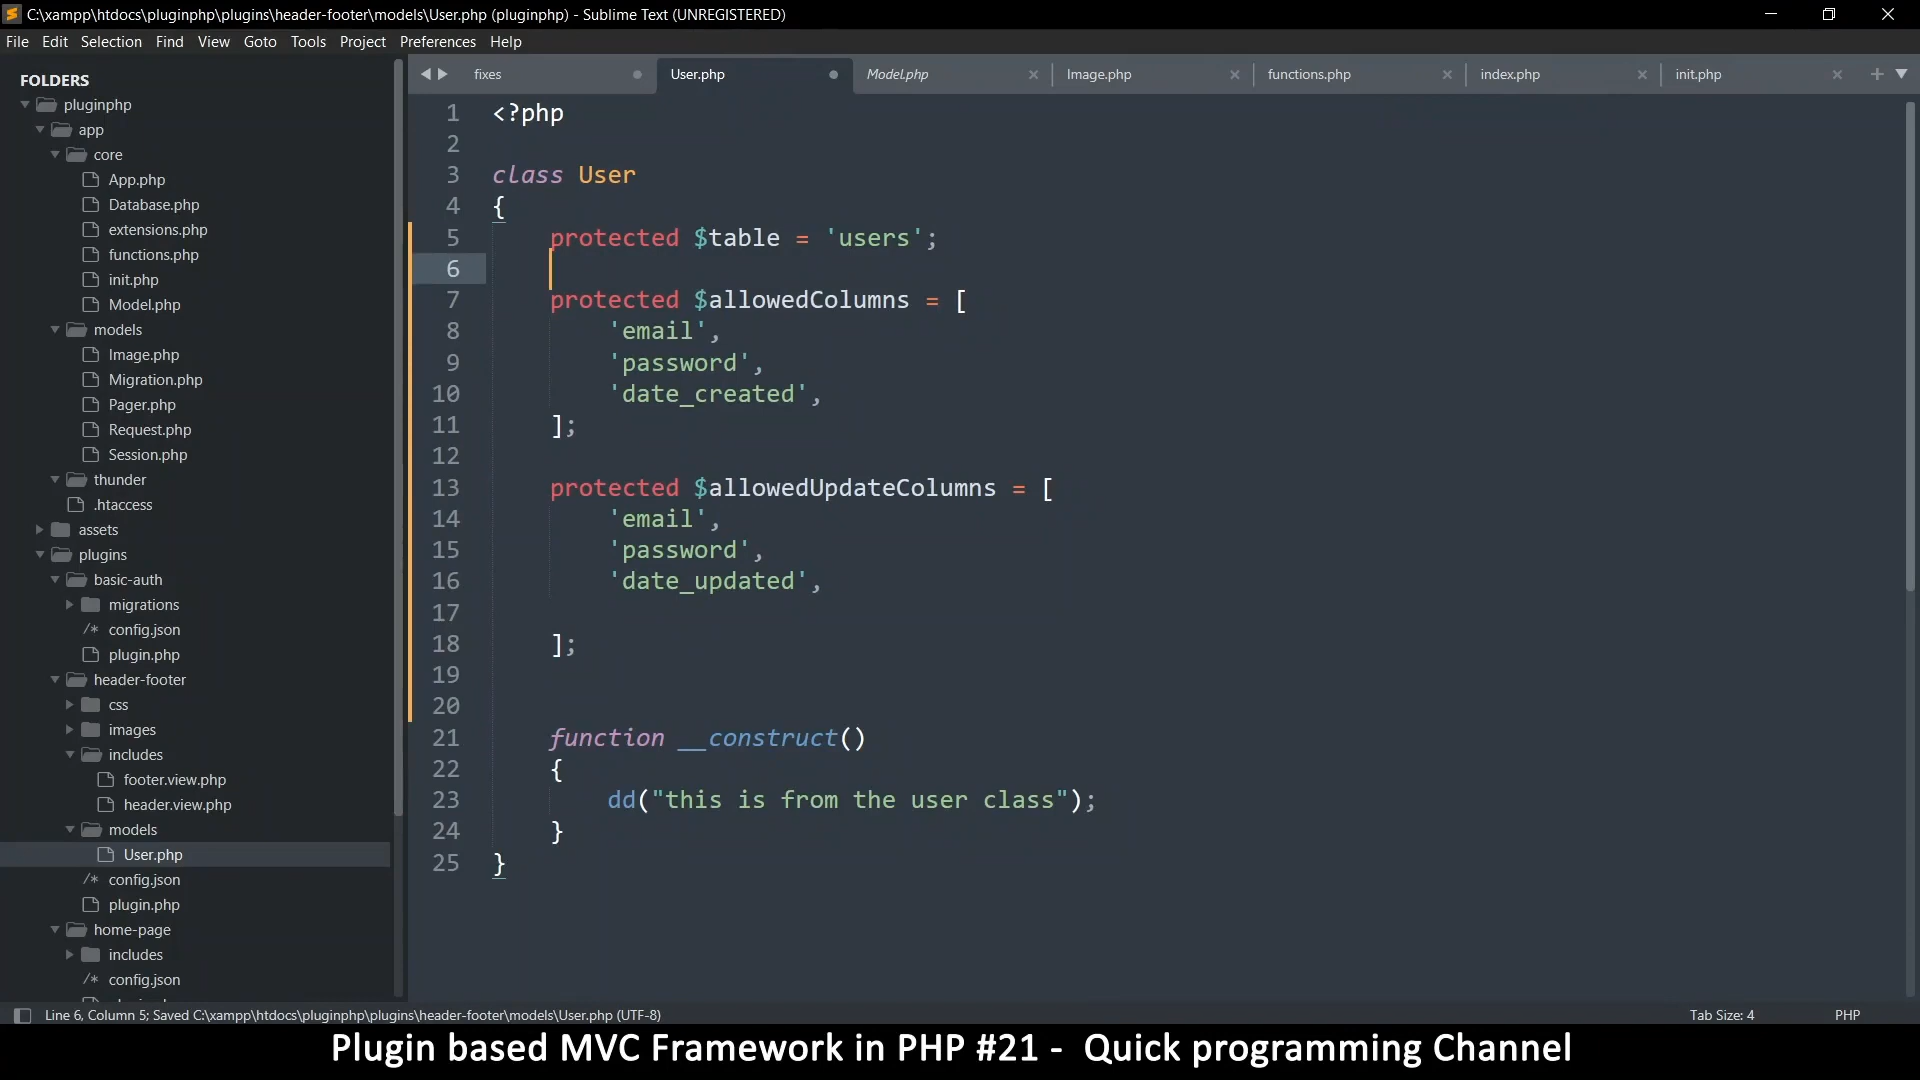 C:\xampp\htdocs\pluginphp\plugins\header-footer\models\User.php (pluginphp) - Sublime Text (UNREGISTERED)
File Edit Selection Find View Goto Tools Project Preferences Help
FOLDERS
pluginphp
app
core
App.php
Database.php
extensions.php
functions.php
init.php
Model.php
models
Image.php
Migration.php
Pager.php
Request.php
Session.php
thunder
.htaccess
assets
plugins
basic-auth
migrations
/* config.json
plugin.php
header-footer
css
images
includes
footer.view.php
header.view.php
models
User.php
/* config.json
plugin.php
home-page
includes
/* config.json
fixes User.php Model.php Image.php functions.php index.php init.php
1 <?php
2
3 class User
4 {
5 protected $table = 'users';
6
7 protected $allowedColumns = [
8 'email',
9 'password',
10 'date_created',
11 ];
12
13 protected $allowedUpdateColumns = [
14 'email',
15 'password',
16 'date_updated',
17
18 ];
19
20
21 function __construct()
22 {
23 dd("this is from the user class");
24 }
25 }
Line 6, Column 5; Saved C:\xampp\htdocs\pluginphp\plugins\header-footer\models\User.php (UTF-8) Tab Size: 4 PHP
Plugin based MVC Framework in PHP #21 - Quick programming Channel